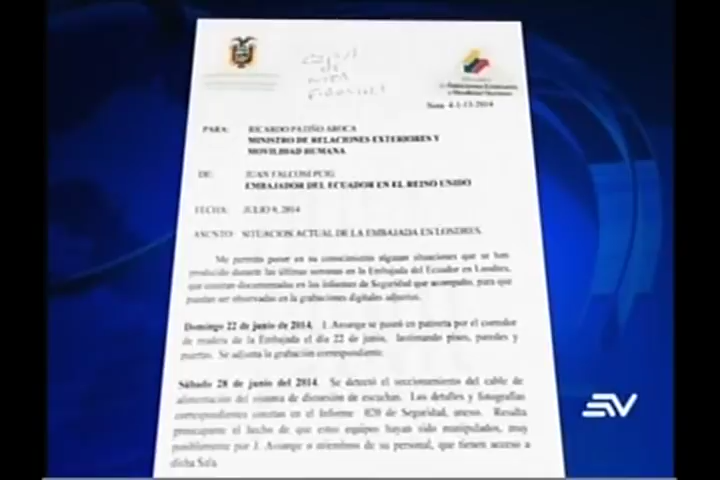 Nota 4-1-13-2014
PARA: RICARDO PATIÑO AROCA
MINISTRO DE RELACIONES EXTERIORES Y
MOVILIDAD HUMANA
DE: JUAN FALCONI PUIG
EMBAJADOR DEL ECUADOR EN EL REINO UNIDO
FECHA: JULIO 9, 2014
ASUNTO: SITUACION ACTUAL DE LA EMBAJADA EN LONDRES.
Me permito poner en su conocimiento algunas situaciones que se han
producido durante las últimas semanas en la Embajada del Ecuador en Londres,
que constan documentadas en los informes de Seguridad que acompaño, para que
puedan ser observadas en la grabaciones digitales adjuntas.
Domingo 22 de junio de 2014. J. Assange se paseó en patineta por el corredor
de madera de la Embajada el día 22 de junio, lastimando pisos, paredes y
puertas. Se adjunta la grabación correspondiente.
Sábado 28 de junio del 2014. Se detectó el seccionamiento del cable de
alimentación del sistema de distorsión de escuchas. Los detalles y fotografías
correspondientes constan en el Informe 020 de Seguridad, anexo. Resulta
preocupante el hecho de que estos equipos hayan sido manipulados, muy
posiblemente por J. Assange o miembros de su personal, que tienen acceso a
dicha Sala.